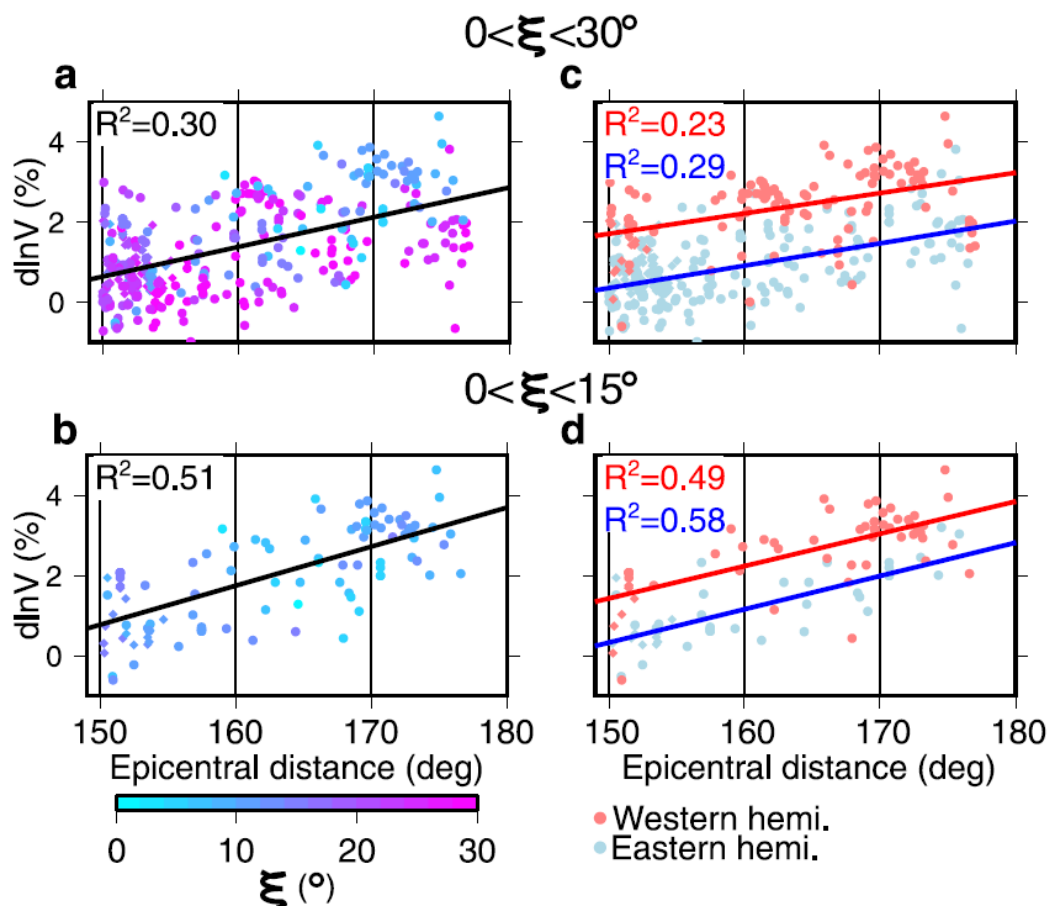 0<ξ<30°
a
R²=0.30
dlnV (%)
4
2
0
c
R²=0.23
R²=0.29
0<ξ<15°
b
R²=0.51
dlnV (%)
4
2
0
150 160 170 180
Epicentral distance (deg)
d
R²=0.49
R²=0.58
150 160 170 180
Epicentral distance (deg)
0 10 20 30
ξ (°)
Western hemi.
Eastern hemi.